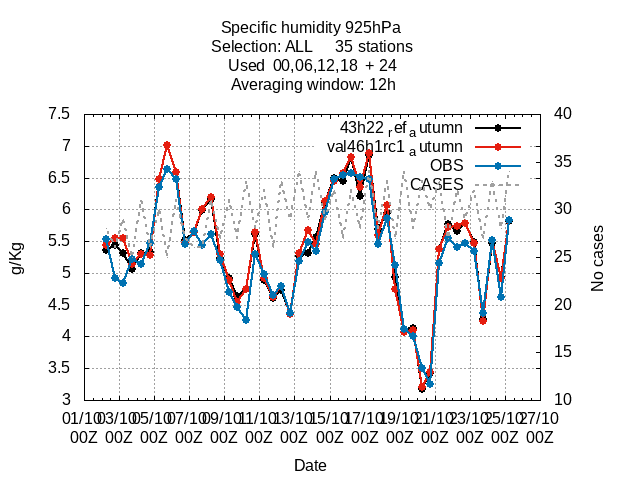 Specific humidity 925hPa
Selection: ALL     35 stations
Used  00,06,12,18  + 24
Averaging window: 12h
7.5
7
6.5
6
5.5
5
4.5
4
3.5
3
40
35
30
25
20
15
10
g/Kg
No cases
43h22 ref autumn
val46h1rc1 autumn
OBS
CASES
01/10 03/10 05/10 07/10 09/10 11/10 13/10 15/10 17/10 19/10 21/10 23/10 25/10 27/10
00Z 00Z 00Z 00Z 00Z 00Z 00Z 00Z 00Z 00Z 00Z 00Z 00Z 00Z
Date